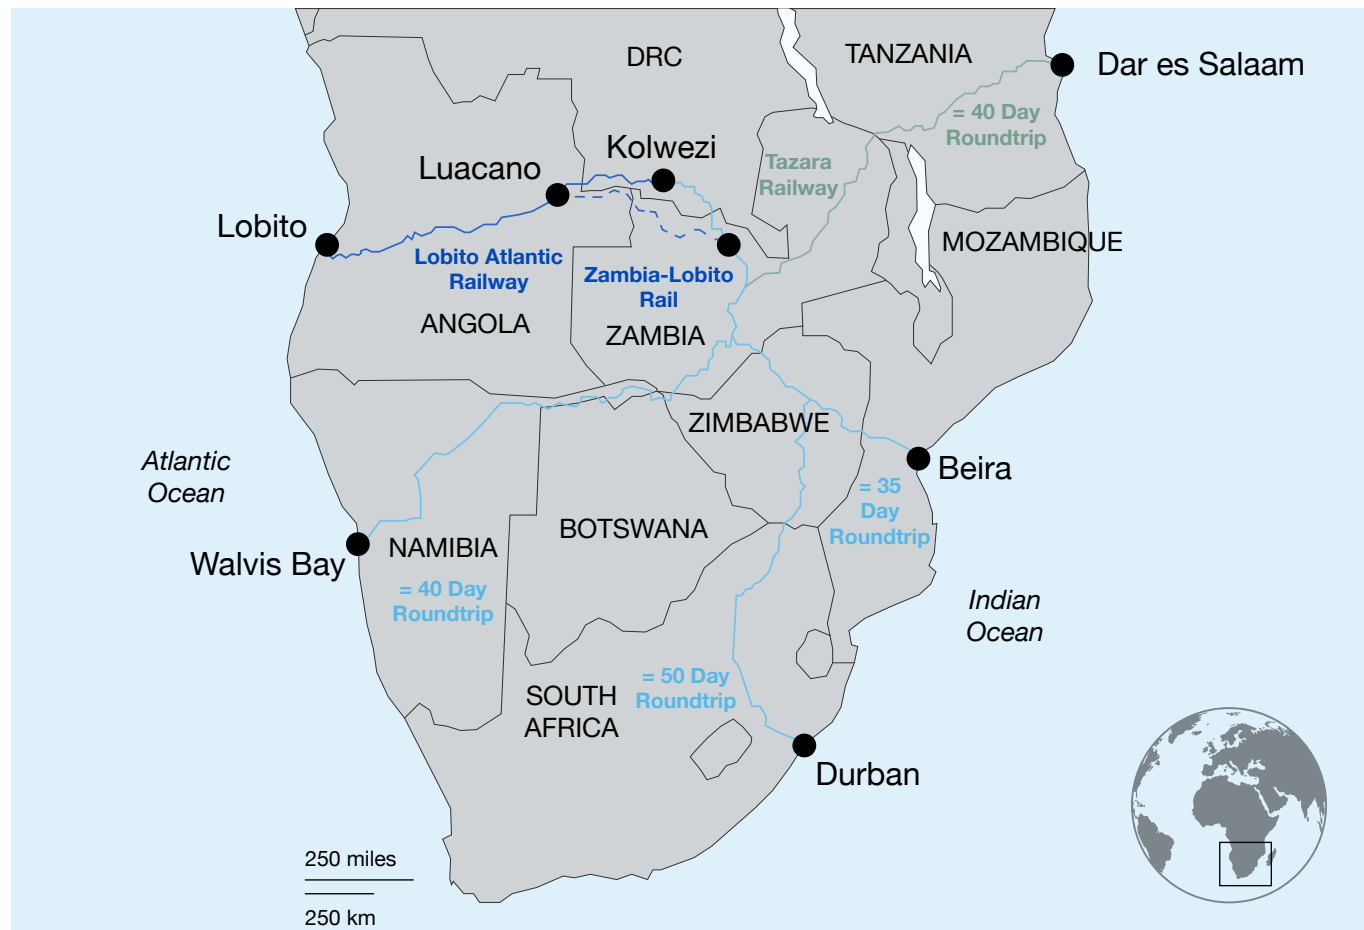 DRC
TANZANIA
Dar es Salaam
= 40 Day
Roundtrip
Kolwezi
Tazara
Railway
Luacano
Lobito
MOZAMBIQUE
Lobito Atlantic
Railway
Zambia-Lobito
Rail
ANGOLA
ZAMBIA
ZIMBABWE
Atlantic
Ocean
Beira
= 35
Day
Roundtrip
BOTSWANA
NAMIBIA
Walvis Bay
= 40 Day
Roundtrip
Indian
Ocean
= 50 Day
Roundtrip
SOUTH
AFRICA
Durban
250 miles
250 km